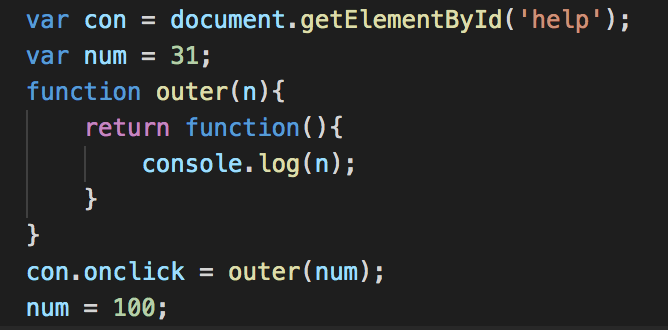 var con = document.getElementById('help');
var num = 31;
function outer(n){
    return function(){
        console.log(n);
    }
}
con.onclick = outer(num);
num = 100;